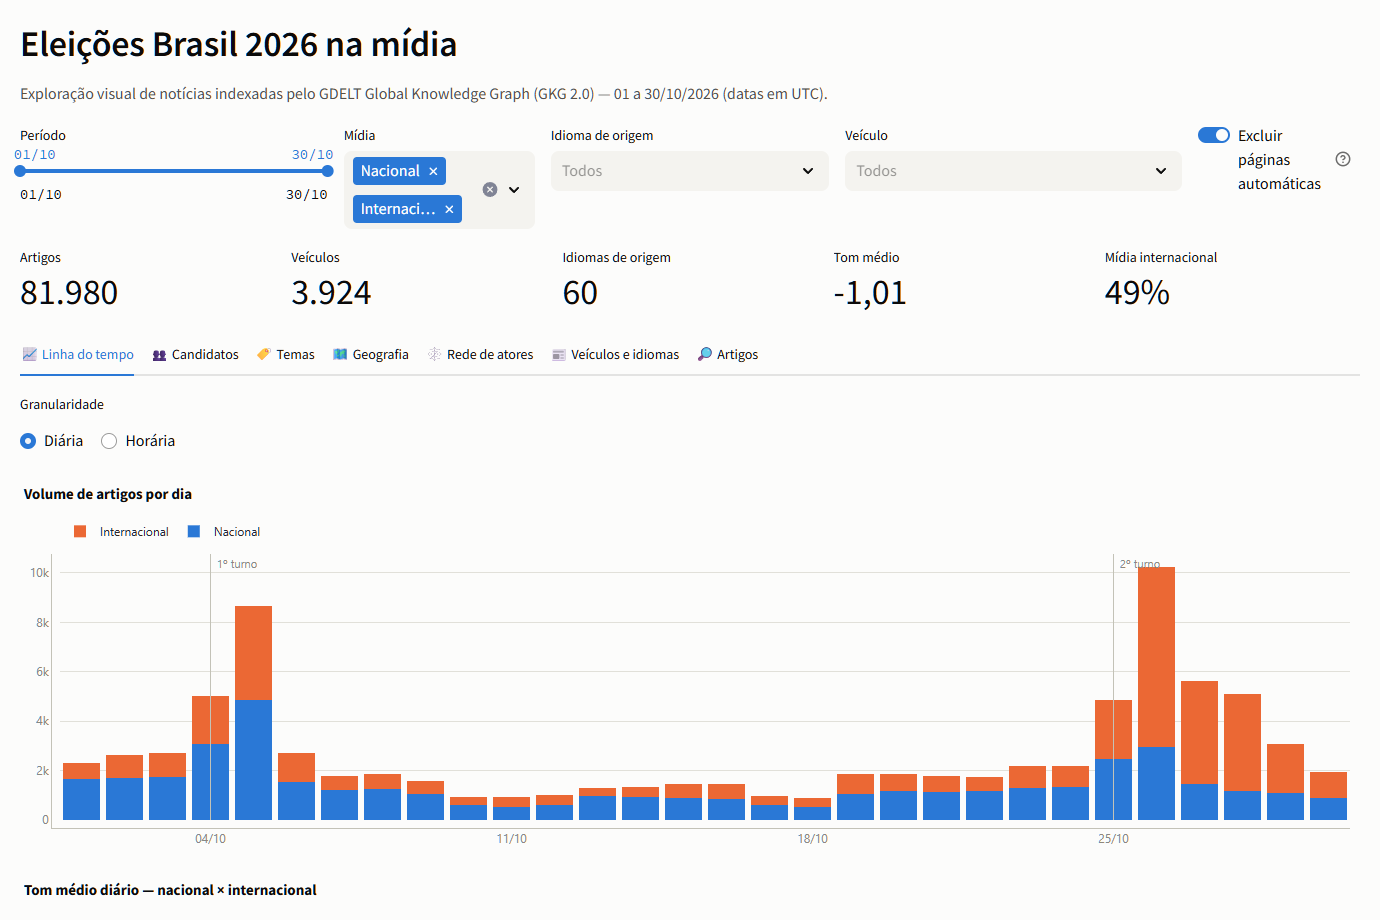 Eleições Brasil 2026 na mídia
Exploração visual de notícias indexadas pelo GDELT Global Knowledge Graph (GKG 2.0) — 01 a 30/10/2026 (datas em UTC).
Período
01/10 30/10
01/10 30/10
Mídia
Nacional ×
Internaci... ×
Idioma de origem
Todos
Veículo
Todos
Excluir
páginas
automáticas
Artigos
81.980
Veículos
3.924
Idiomas de origem
60
Tom médio
-1,01
Mídia internacional
49%
Linha do tempo
Candidatos
Temas
Geografia
Rede de atores
Veículos e idiomas
Artigos
Granularidade
Diária Horária
Volume de artigos por dia
Internacional Nacional
1º turno 2º turno
10k
8k
6k
4k
2k
0
04/10 11/10 18/10 25/10
Tom médio diário — nacional × internacional